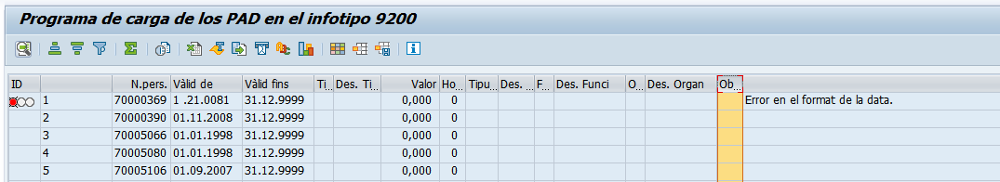 Programa de carga de los PAD en el infotipo 9200
ID N.pers. Vàlid de Vàlid fins Ti... Des. Ti... Valor Ho... Tipu... Des. ... F... Des. Funci O... Des. Organ Ob...
1 70000369 1 .21.0081 31.12.9999 0,000 0 Error en el format de la data.
2 70000390 01.11.2008 31.12.9999 0,000 0
3 70005066 01.01.1998 31.12.9999 0,000 0
4 70005080 01.01.1998 31.12.9999 0,000 0
5 70005106 01.09.2007 31.12.9999 0,000 0